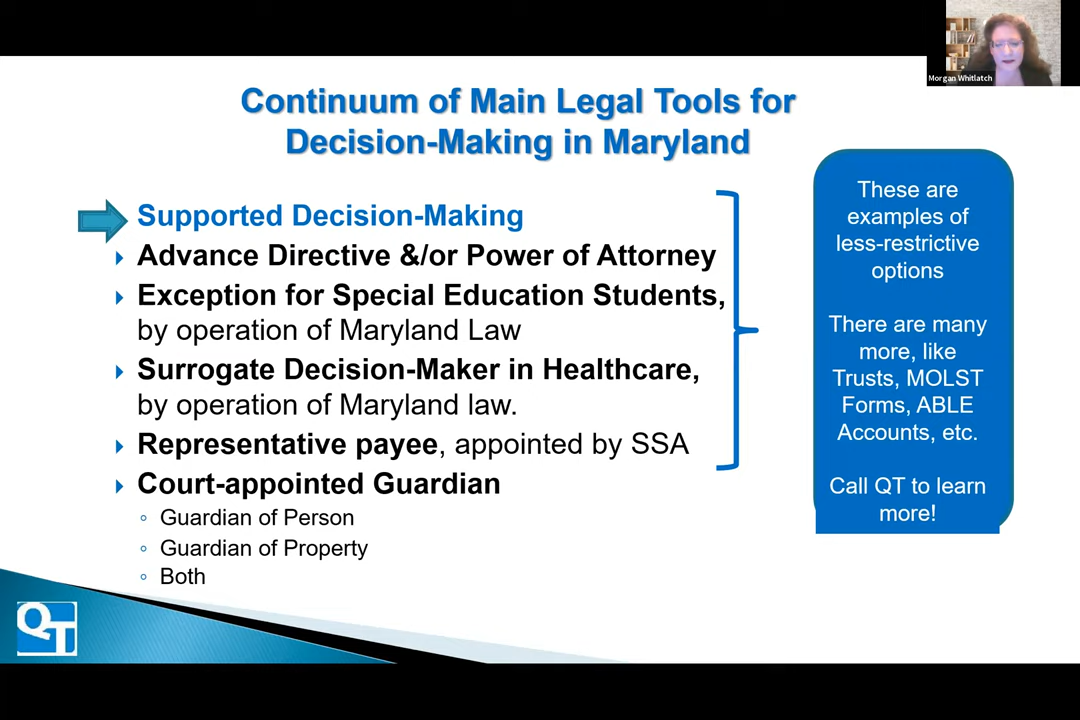 Morgan Whitlatch
Continuum of Main Legal Tools for
Decision-Making in Maryland
Supported Decision-Making
Advance Directive &/or Power of Attorney
Exception for Special Education Students,
by operation of Maryland Law
Surrogate Decision-Maker in Healthcare,
by operation of Maryland law.
Representative payee, appointed by SSA
Court-appointed Guardian
Guardian of Person
Guardian of Property
Both
These are
examples of
less-restrictive
options
There are many
more, like
Trusts, MOLST
Forms, ABLE
Accounts, etc.
Call QT to learn
more!
QT